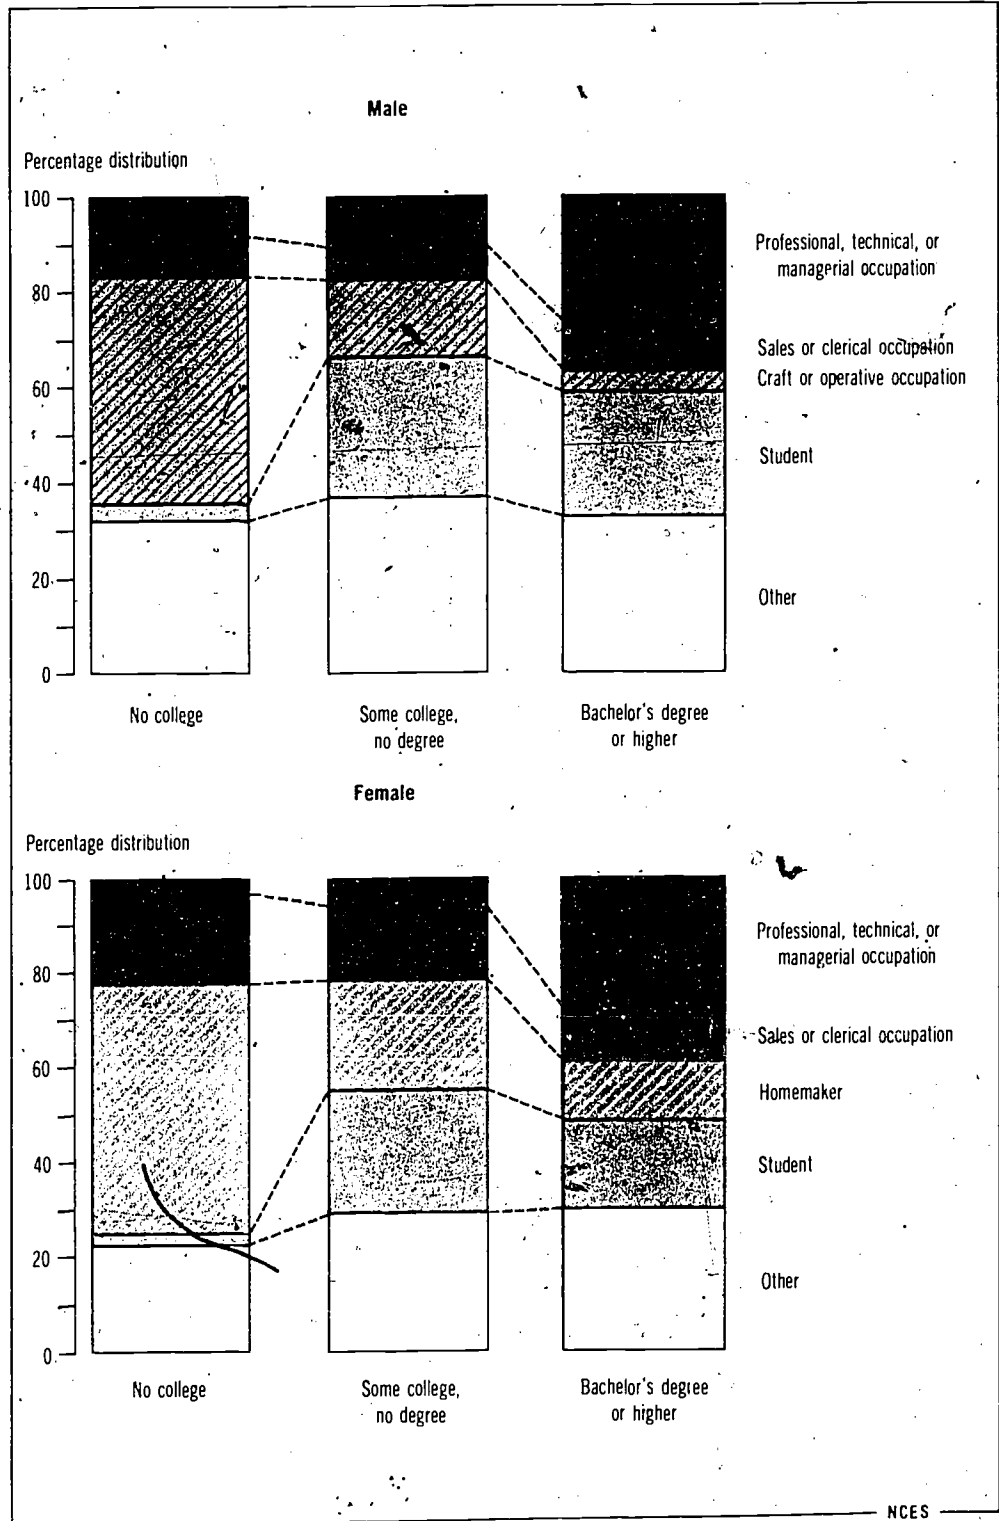 Male
Percentage distribution
100
80
60
40
20
0
Professional, technical, or
managerial occupation
Sales or clerical occupation
Craft or operative occupation
Student
Other
No college
Some college,
no degree
Bachelor's degree
or higher
Female
Percentage distribution
100
80
60
40
20
0
Professional, technical, or
managerial occupation
Sales or clerical occupation
Homemaker
Student
Other
No college
Some college,
no degree
Bachelor's degree
or higher
NCES